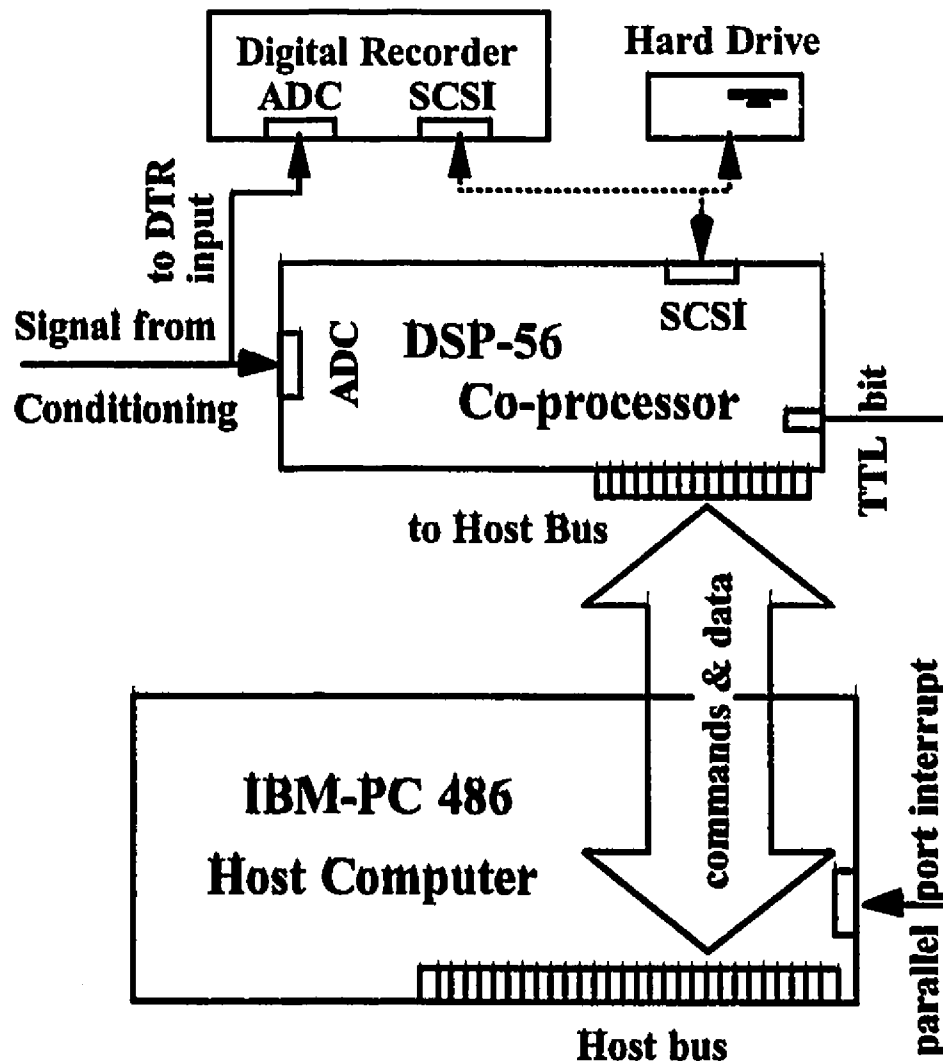 Digital Recorder
ADC SCSI
Hard Drive
to DTR
input
Signal from
Conditioning
ADC
SCSI
DSP-56
Co-processor
TTL bit
to Host Bus
commands & data
IBM-PC 486
Host Computer
parallel port interrupt
Host bus